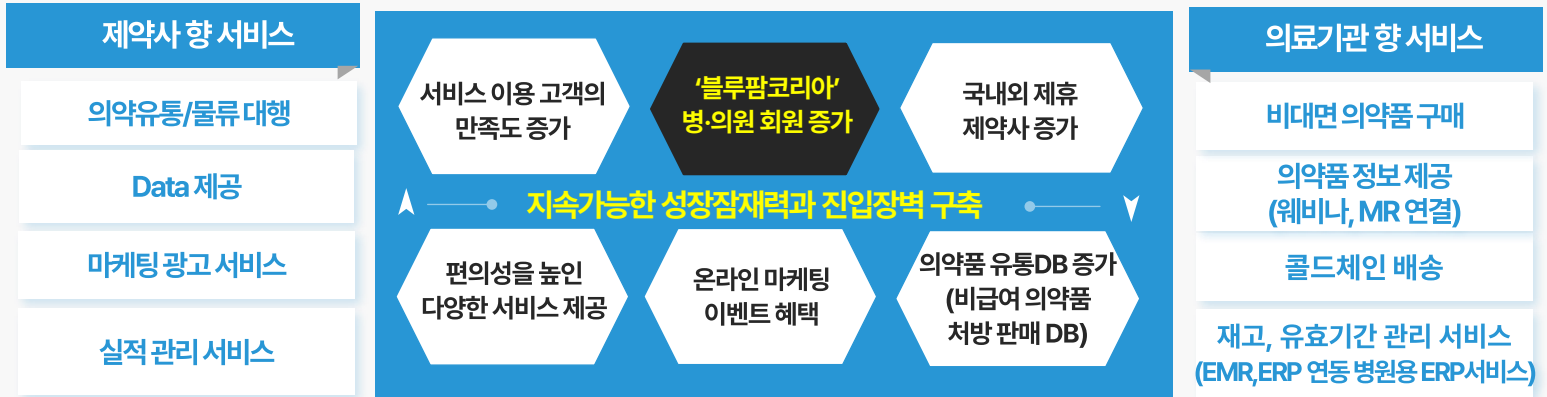 제약사 향 서비스
의약유통/물류 대행
Data 제공
마케팅 광고 서비스
실적 관리 서비스
서비스 이용 고객의
만족도 증가
‘블루팜코리아’
병·의원 회원 증가
국내외 제휴
제약사 증가
지속가능한 성장잠재력과 진입장벽 구축
편의성을 높인
다양한 서비스 제공
온라인 마케팅
이벤트 혜택
의약품 유통DB 증가
(비급여 의약품
처방 판매 DB)
의료기관 향 서비스
비대면 의약품 구매
의약품 정보 제공
(웨비나, MR 연결)
콜드체인 배송
재고, 유효기간 관리 서비스
(EMR,ERP 연동 병원용 ERP서비스)